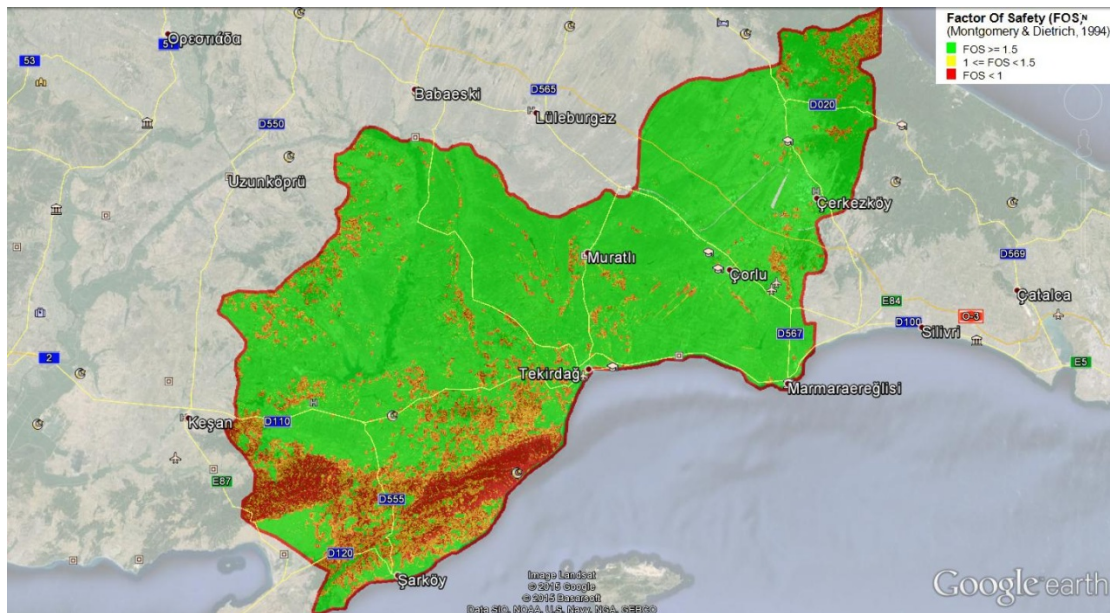 Factor Of Safety (FOS)
(Montgomery & Dietrich, 1994)
FOS >= 1.5
1 <= FOS < 1.5
FOS < 1
N
Ορεστιάδα
51
53
Babaeski
D565
Lüleburgaz
D020
D550
Uzunköprü
Çerkezköy
Muratlı
Çorlu
D569
Çatalca
E84
O-3
D100
Silivri
D567
2
E5
Tekirdağ
Marmaraereğlisi
Keşan
D110
E87
D555
D120
Şarköy
Image Landsat
© 2015 Google
© 2015 Basarsoft
Data SIO, NOAA, U.S. Navy, NGA, GEBCO
Google earth